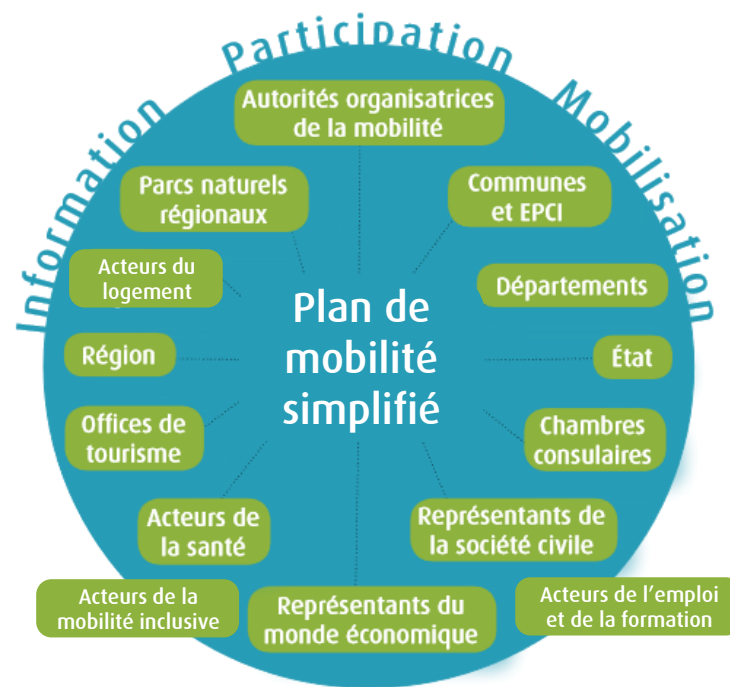 Information
Participation
Mobilisation
Autorités organisatrices
de la mobilité
Parcs naturels
régionaux
Communes
et EPCI
Acteurs du
logement
Départements
Plan de
mobilité
simplifié
Région
État
Offices de
tourisme
Chambres
consulaires
Acteurs de
la santé
Représentants de
la société civile
Acteurs de la
mobilité inclusive
Représentants du
monde économique
Acteurs de l'emploi
et de la formation